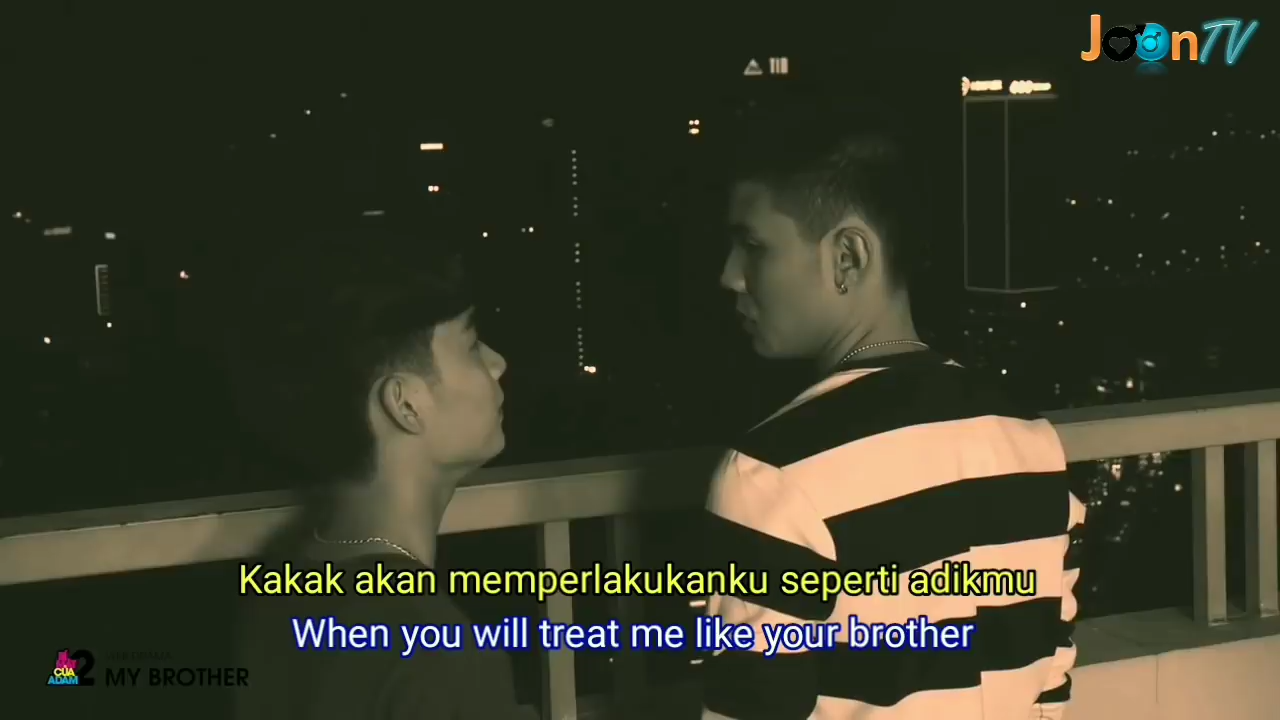 JoonTV
Kakak akan memperlakukanku seperti adikmu
When you will treat me like your brother
CỦA
ADAM 2
MY BROTHER